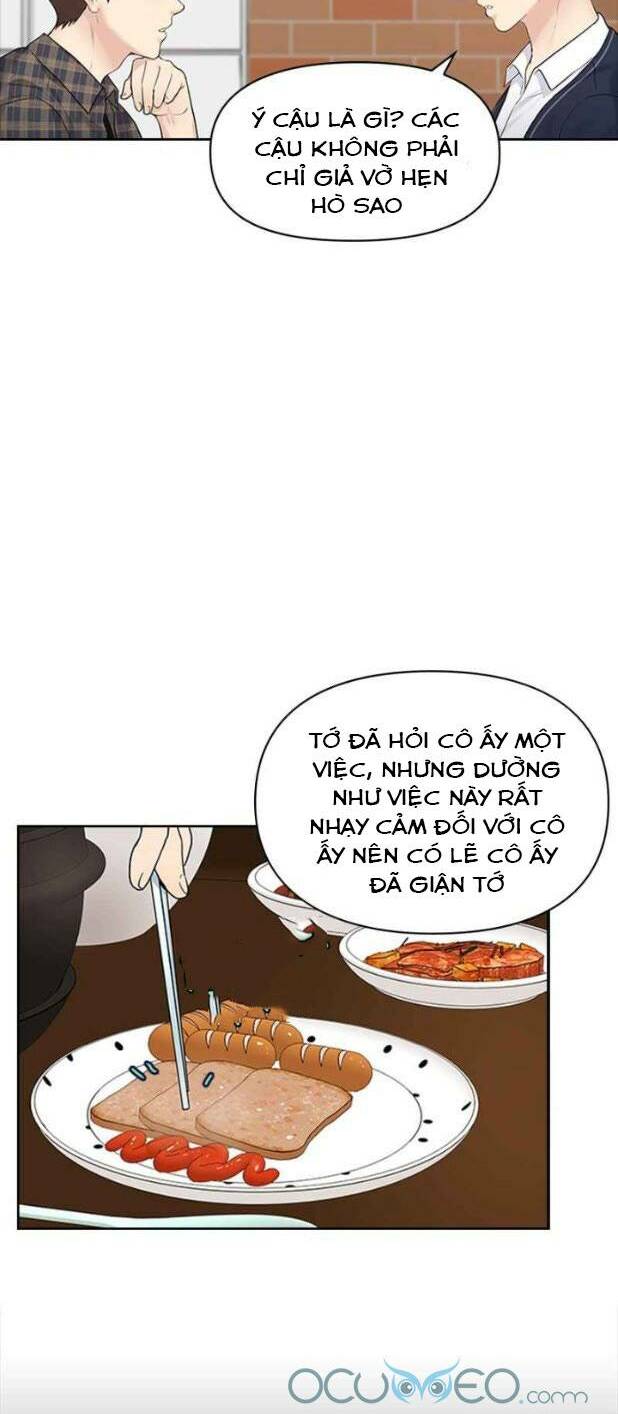 Ý CẬU LÀ GÌ? CÁC
CẬU KHÔNG PHẢI
CHỈ GIẢ VỜ HẸN
HÒ SAO
TỚ ĐÃ HỎI CÔ ẤY MỘT
VIỆC, NHƯNG DƯỜNG
NHƯ VIỆC NÀY RẤT
NHẠY CẢM ĐỐI VỚI CÔ
ẤY NÊN CÓ LẼ CÔ ẤY
ĐÃ GIẬN TỚ
OCUMEO.comm